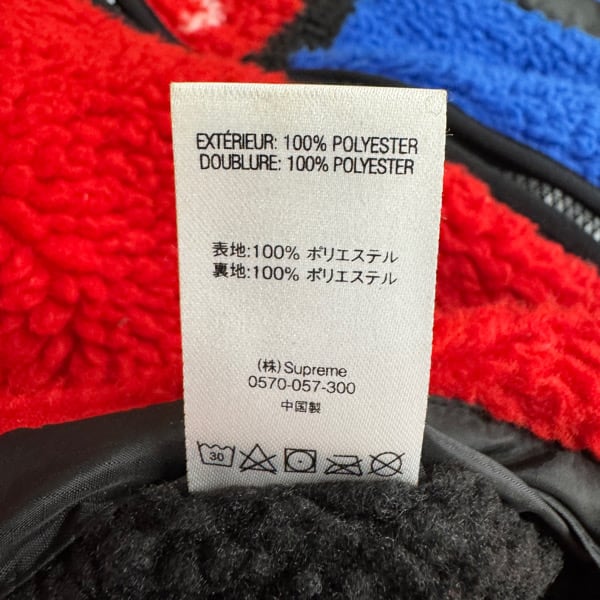 EXTÉRIEUR: 100% POLYESTER
DOUBLURE: 100% POLYESTER
表地:100% ポリエステル
裏地:100% ポリエステル
(株) Supreme
0570-057-300
中国製
30